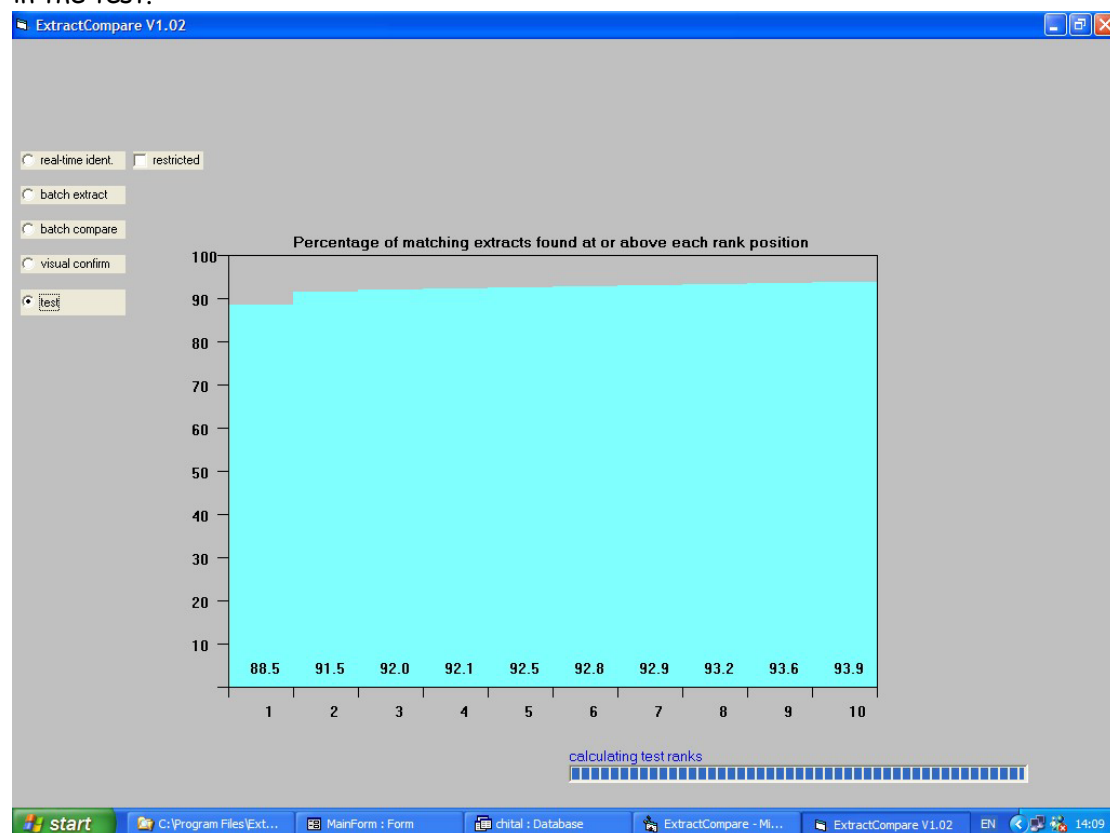 in the test.
ExtractCompare V1.02
real-time ident. restricted
batch extract
batch compare
visual confirm
test
Percentage of matching extracts found at or above each rank position
100
90
80
70
60
50
40
30
20
10
88.5 91.5 92.0 92.1 92.5 92.8 92.9 93.2 93.6 93.9
1 2 3 4 5 6 7 8 9 10
calculating test ranks
start C:\Program Files\Ext... MainForm : Form chital : Database ExtractCompare - Mi... ExtractCompare V1.02 EN 14:09